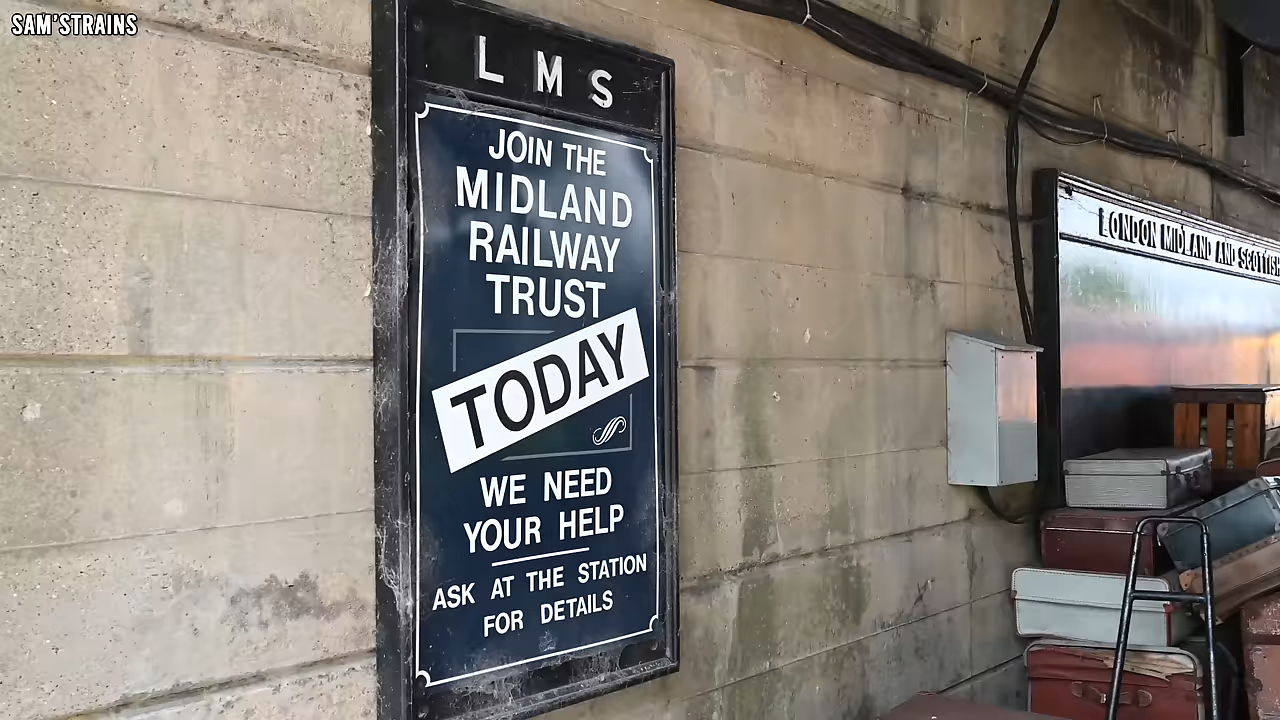 SAM'STRAINS
LMS
JOIN THE
MIDLAND
RAILWAY
TRUST
TODAY
WE NEED
YOUR HELP
ASK AT THE STATION
FOR DETAILS
LONDON MIDLAND AND SCOTTISH